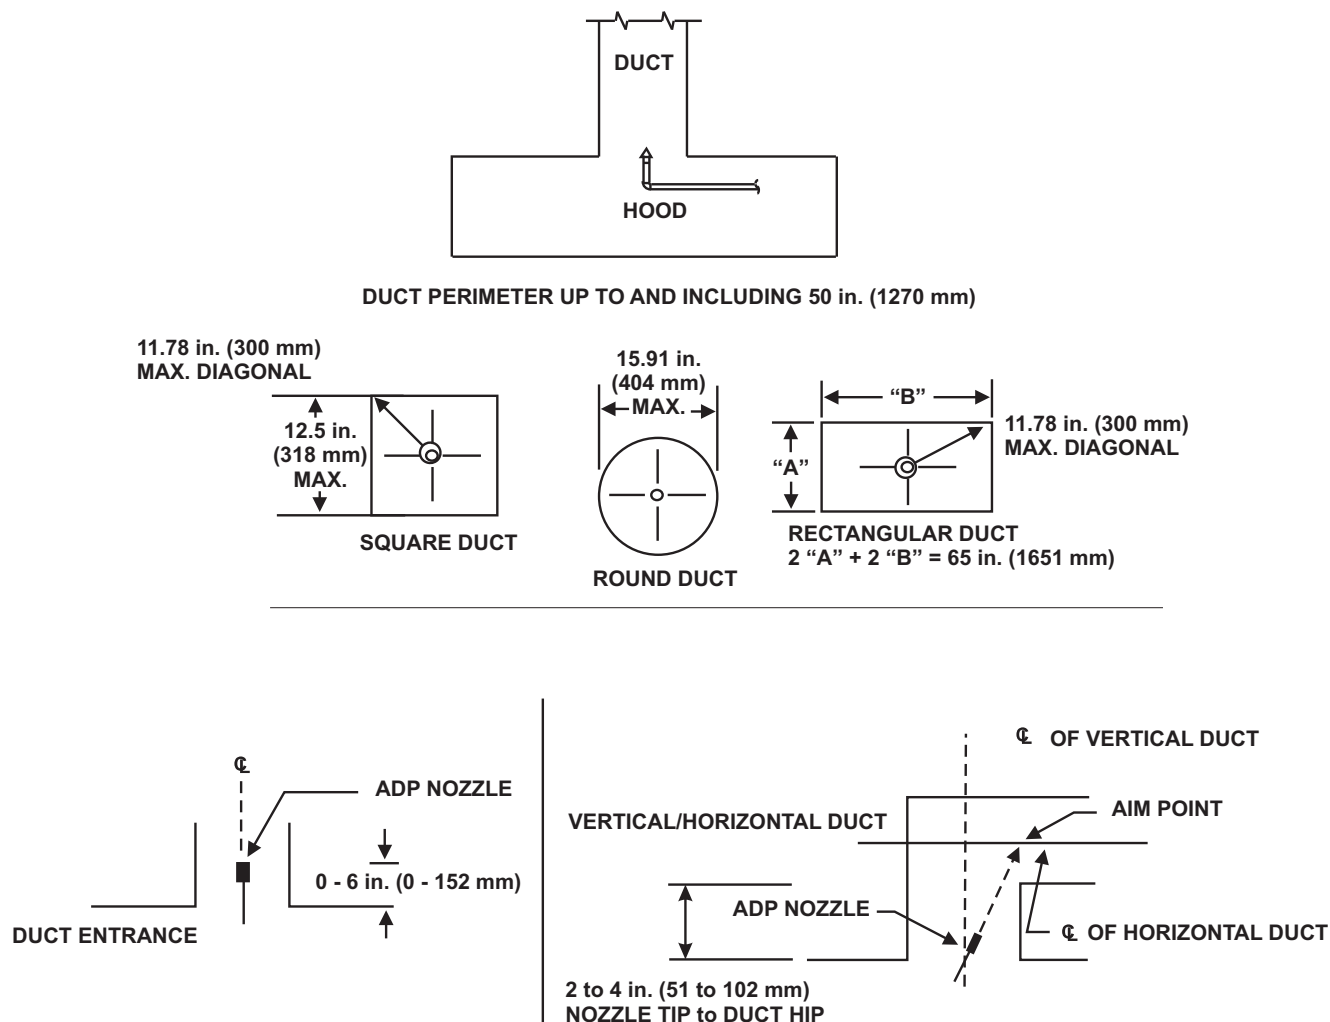 DUCT
HOOD
DUCT PERIMETER UP TO AND INCLUDING 50 in. (1270 mm)
11.78 in. (300 mm)
MAX. DIAGONAL
12.5 in.
(318 mm)
MAX.
SQUARE DUCT
15.91 in.
(404 mm)
MAX.
ROUND DUCT
“B”
“A”
11.78 in. (300 mm)
MAX. DIAGONAL
RECTANGULAR DUCT
2 “A” + 2 “B” = 65 in. (1651 mm)
℄
ADP NOZZLE
0 - 6 in. (0 - 152 mm)
DUCT ENTRANCE
℄ OF VERTICAL DUCT
AIM POINT
VERTICAL/HORIZONTAL DUCT
ADP NOZZLE
℄ OF HORIZONTAL DUCT
2 to 4 in. (51 to 102 mm)
NOZZLE TIP to DUCT HIP